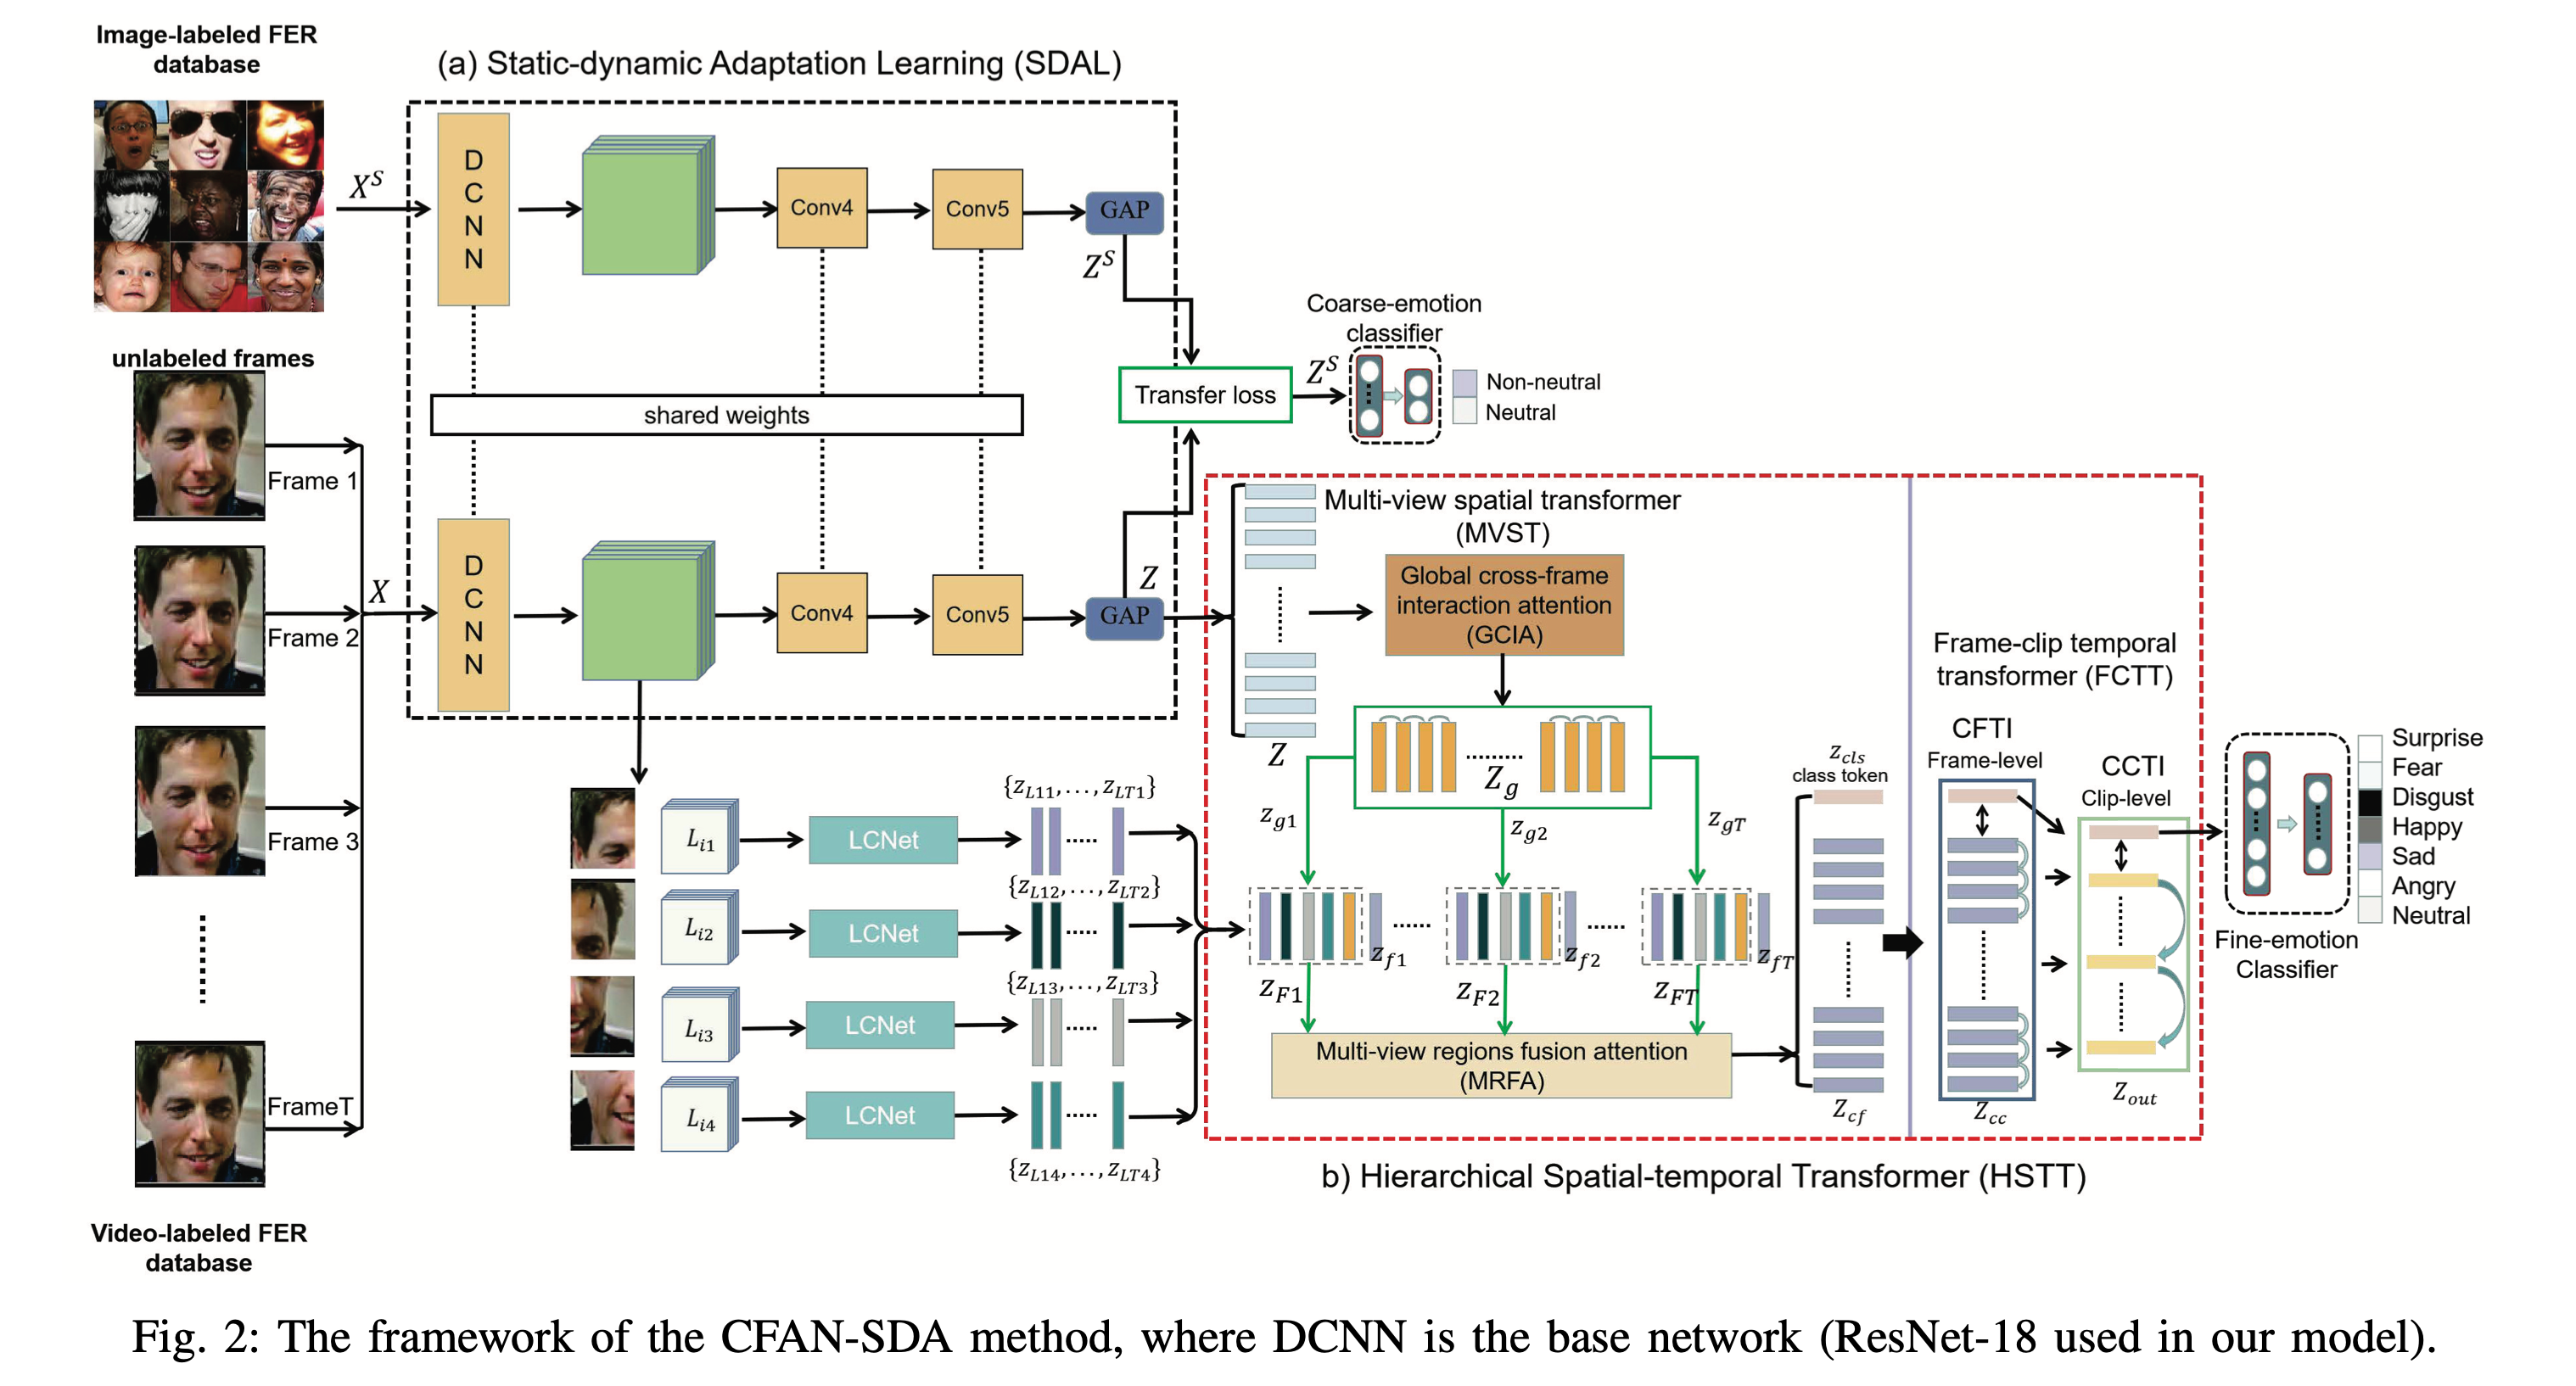 Image-labeled FER
database
(a) Static-dynamic Adaptation Learning (SDAL)
X^S
D
C
N
N
Conv4
Conv5
GAP
Z^S
unlabeled frames
Frame 1
Frame 2
Frame 3
FrameT
Video-labeled FER
database
X
shared weights
D
C
N
N
Conv4
Conv5
GAP
Z
Transfer loss
Z^S
Coarse-emotion
classifier
Non-neutral
Neutral
L_{i1}
LCNet
{z_{L11},...,z_{LT1}}
L_{i2}
LCNet
{z_{L12},...,z_{LT2}}
L_{i3}
LCNet
{z_{L13},...,z_{LT3}}
L_{i4}
LCNet
{z_{L14},...,z_{LT4}}
Multi-view spatial transformer
(MVST)
Z
Global cross-frame
interaction attention
(GCIA)
Z_g
z_{g1}
z_{g2}
z_{gT}
z_{f1}
z_{f2}
z_{fT}
z_{F1}
z_{F2}
z_{FT}
Multi-view regions fusion attention
(MRFA)
z_{cls}
class token
Z_{cf}
Frame-clip temporal
transformer (FCTT)
CFTI
Frame-level
Z_{cc}
CCTI
Clip-level
Z_{out}
Surprise
Fear
Disgust
Happy
Sad
Angry
Neutral
Fine-emotion
Classifier
b) Hierarchical Spatial-temporal Transformer (HSTT)
Fig. 2: The framework of the CFAN-SDA method, where DCNN is the base network (ResNet-18 used in our model).